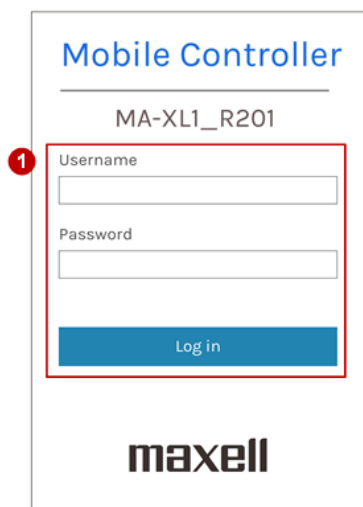 Mobile Controller
MA-XL1_R201
1
Username
Password
Log in
maxell